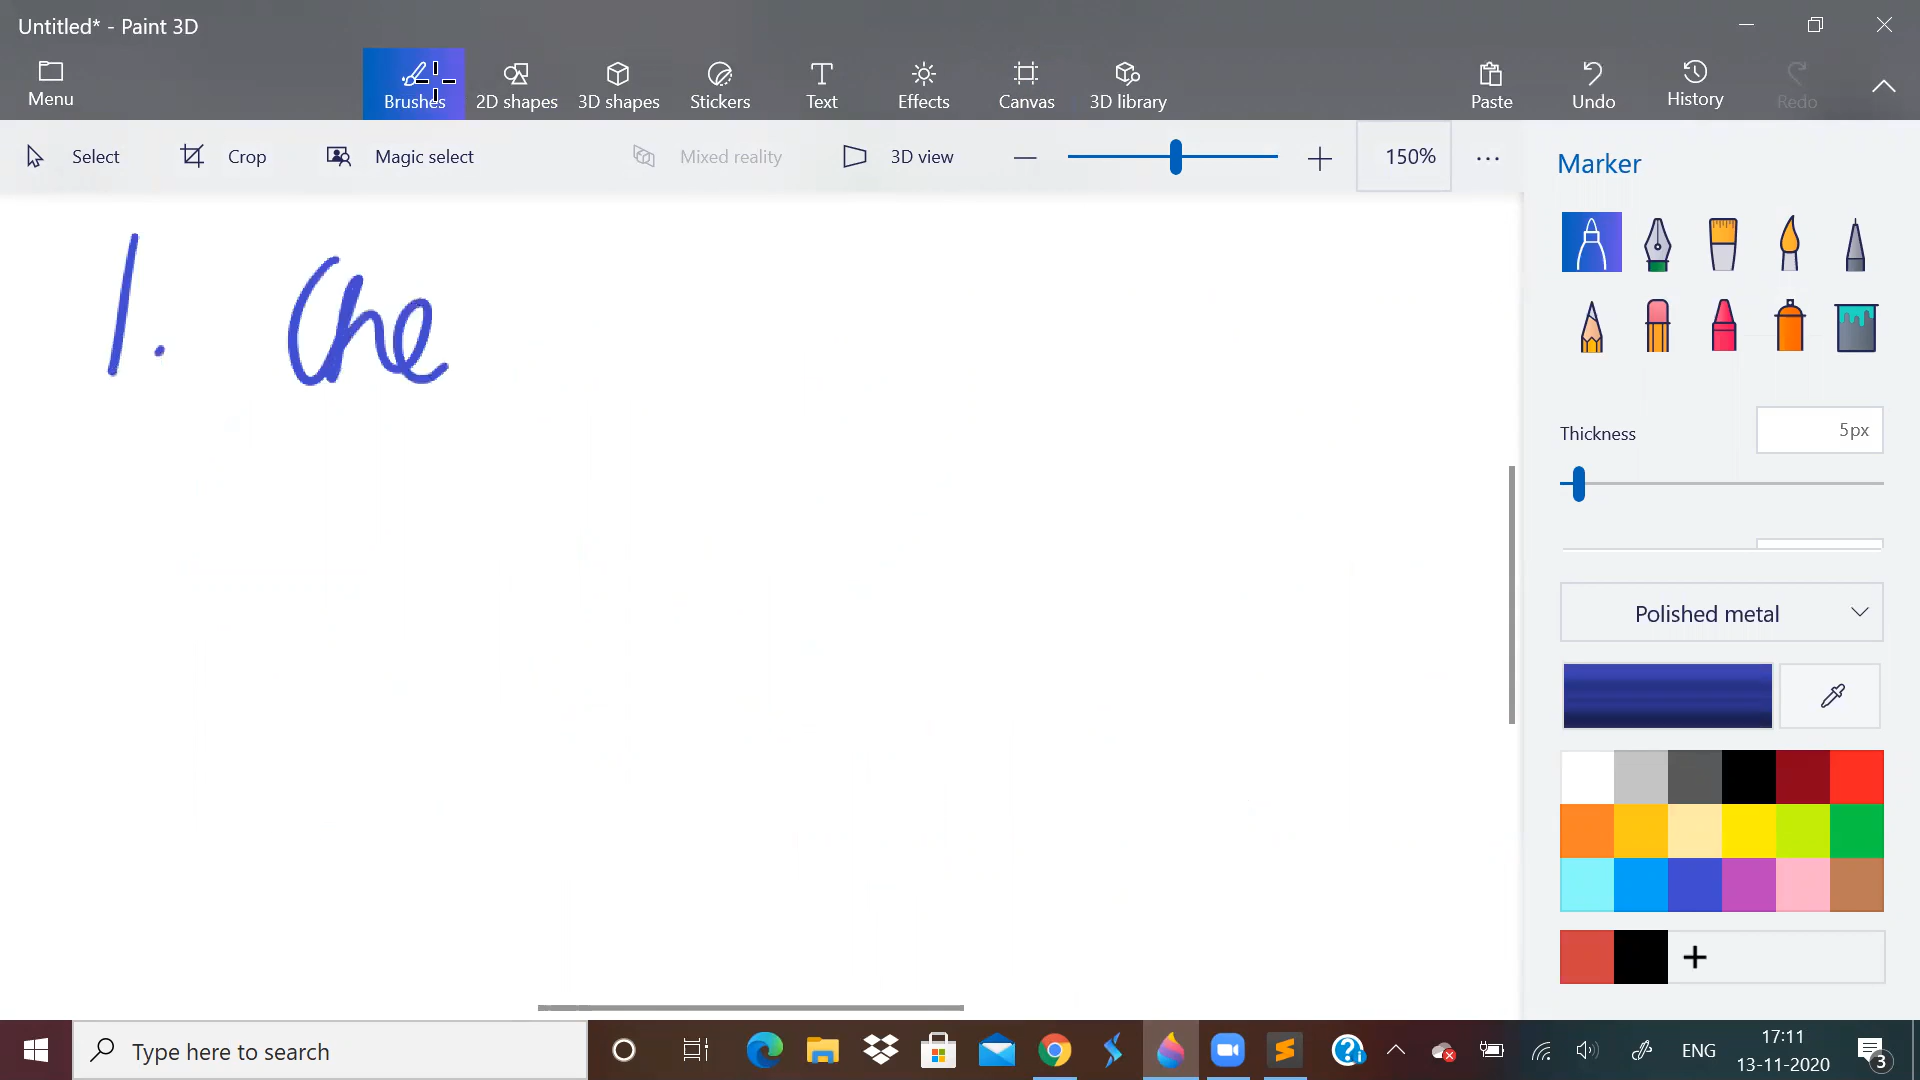 Untitled* - Paint 3D
Menu Brushes 2D shapes 3D shapes Stickers Text Effects Canvas 3D library Paste Undo History Redo
Select Crop Magic select Mixed reality 3D view 150% ...
Marker
1. Che
Thickness 5px
Polished metal
Type here to search
ENG 17:11
13-11-2020 3